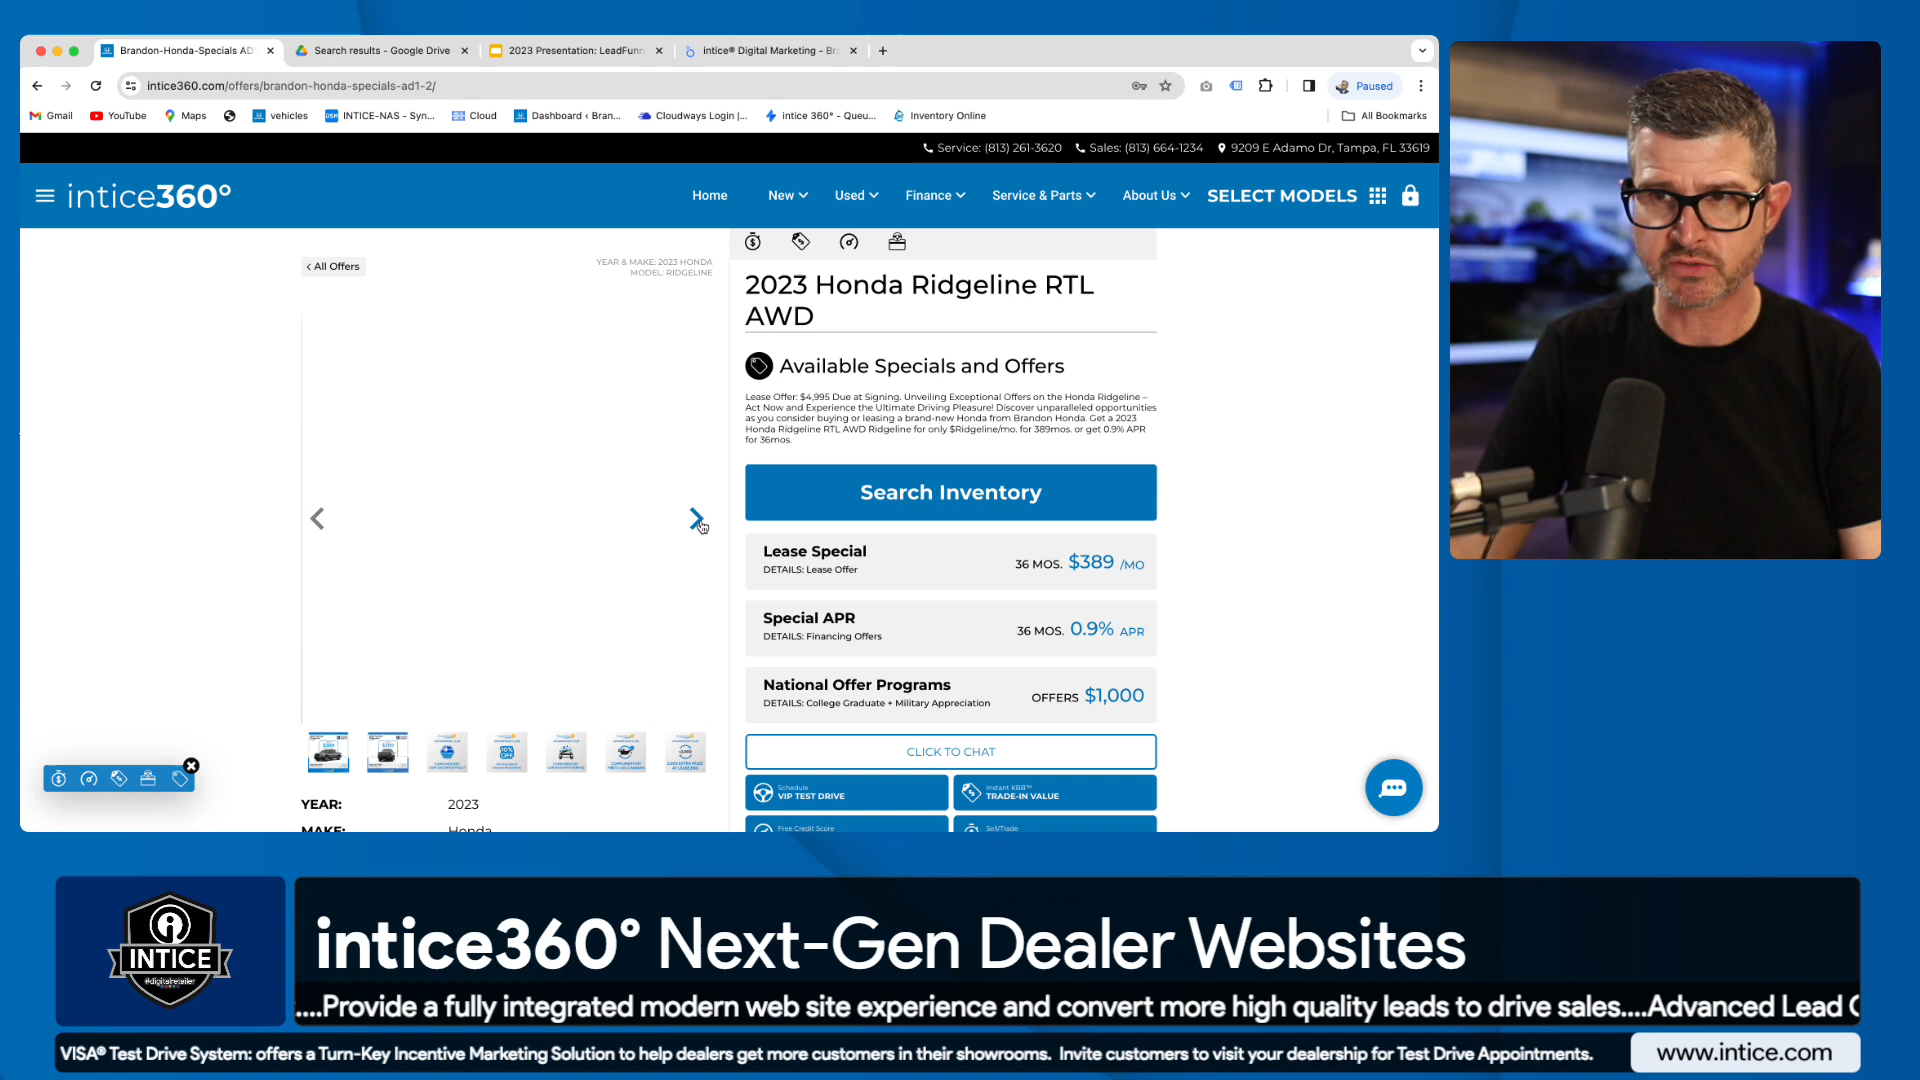 Brandon-Honda-Specials AD
Search results - Google Drive
2023 Presentation: LeadFunn
intice® Digital Marketing - Bra
intice360.com/offers/brandon-honda-specials-ad1-2/
Paused
Gmail
YouTube
Maps
vehicles
INTICE-NAS - Syn...
Cloud
Dashboard ‹ Bran...
Cloudways Login |...
intice 360° - Queu...
Inventory Online
All Bookmarks
Service: (813) 261-3620
Sales: (813) 664-1234
9209 E Adamo Dr, Tampa, FL 33619
intice360°
Home
New
Used
Finance
Service & Parts
About Us
SELECT MODELS
‹ All Offers
YEAR & MAKE: 2023 HONDA
MODEL: RIDGELINE
2023 Honda Ridgeline RTL
AWD
Available Specials and Offers
Lease Offer: $4,995 Due at Signing. Unveiling Exceptional Offers on the Honda Ridgeline –
Act Now and Experience the Ultimate Driving Pleasure! Discover unparalleled opportunities
as you consider buying or leasing a brand-new Honda from Brandon Honda. Get a 2023
Honda Ridgeline RTL AWD Ridgeline for only $Ridgeline/mo. for 389mos. or get 0.9% APR
for 36mos.
Search Inventory
Lease Special
DETAILS: Lease Offer
36 MOS. $389 /MO
Special APR
DETAILS: Financing Offers
36 MOS. 0.9% APR
National Offer Programs
DETAILS: College Graduate + Military Appreciation
OFFERS $1,000
CLICK TO CHAT
Schedule
VIP TEST DRIVE
Instant KBB™
TRADE-IN VALUE
Free Credit Score
Sell/Trade
YEAR: 2023
MAKE: Honda
INTICE
#digitalretailer
intice360° Next-Gen Dealer Websites
....Provide a fully integrated modern web site experience and convert more high quality leads to drive sales....Advanced Lead
VISA® Test Drive System: offers a Turn-Key Incentive Marketing Solution to help dealers get more customers in their showrooms. Invite customers to visit your dealership for Test Drive Appointments.
www.intice.com